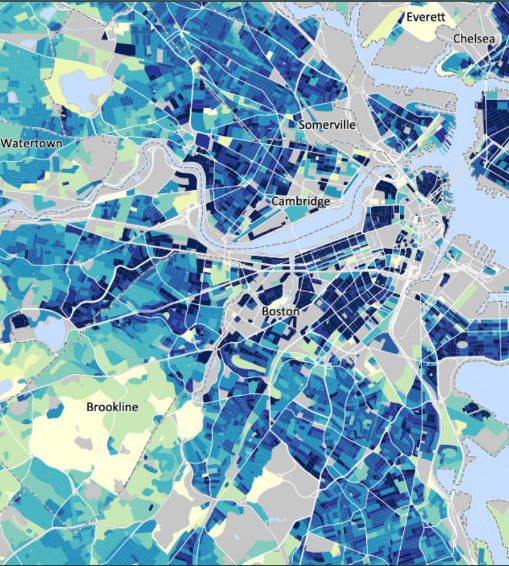 Everett
Chelsea
Somerville
Watertown
Cambridge
Boston
Brookline